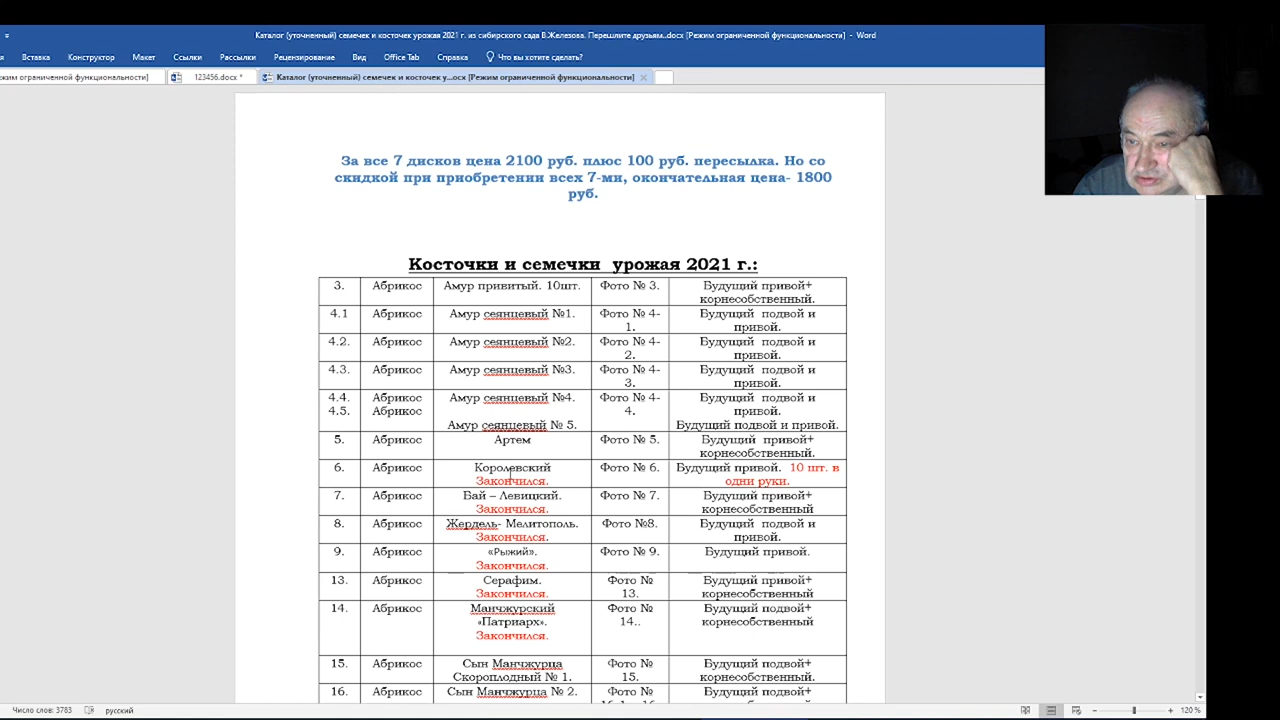 Каталог (уточненный) семечек и косточек урожая 2021 г. из сибирского сада В.Железова. Перешлите друзьям..docx [Режим ограниченной функциональности] - Word
Вставка Конструктор Макет Ссылки Рассылки Рецензирование Вид Office Tab Справка Что вы хотите сделать?
ограниченной функциональности] 123456.docx * Каталог (уточненный) семечек и косточек у...ocx [Режим ограниченной функциональности]
За все 7 дисков цена 2100 руб. плюс 100 руб. пересылка. Но со
скидкой при приобретении всех 7-ми, окончательная цена- 1800
руб.
Косточки и семечки урожая 2021 г.:
3. Абрикос Амур привитый. 10шт. Фото № 3. Будущий привой+
корнесобственный.
4.1 Абрикос Амур сеянцевый №1. Фото № 4- Будущий подвой и
1. привой.
4.2. Абрикос Амур сеянцевый №2. Фото № 4- Будущий подвой и
2. привой.
4.3. Абрикос Амур сеянцевый №3. Фото № 4- Будущий подвой и
3. привой.
4.4. Абрикос Амур сеянцевый №4. Фото № 4- Будущий подвой и
4.5. Абрикос 4. привой.
Амур сеянцевый № 5. Будущий подвой и привой.
5. Абрикос Артем Фото № 5. Будущий привой+
корнесобственный.
6. Абрикос Королевский Фото № 6. Будущий привой. 10 шт. в
Закончился. одни руки.
7. Абрикос Бай – Левицкий. Фото № 7. Будущий привой+
Закончился. корнесобственный
8. Абрикос Жердель- Мелитополь. Фото №8. Будущий подвой и
Закончился. привой.
9. Абрикос «Рыжий». Фото № 9. Будущий привой.
Закончился.
13. Абрикос Серафим. Фото № Будущий привой+
Закончился. 13. корнесобственный
14. Абрикос Манчжурский Фото № Будущий подвой+
«Патриарх». 14.. корнесобственный
Закончился.
15. Абрикос Сын Манчжурца Фото № Будущий подвой+
Скороплодный № 1. 15. корнесобственный.
16. Абрикос Сын Манчжурца № 2. Фото № Будущий подвой+
Число слов: 3783 русский 120 %